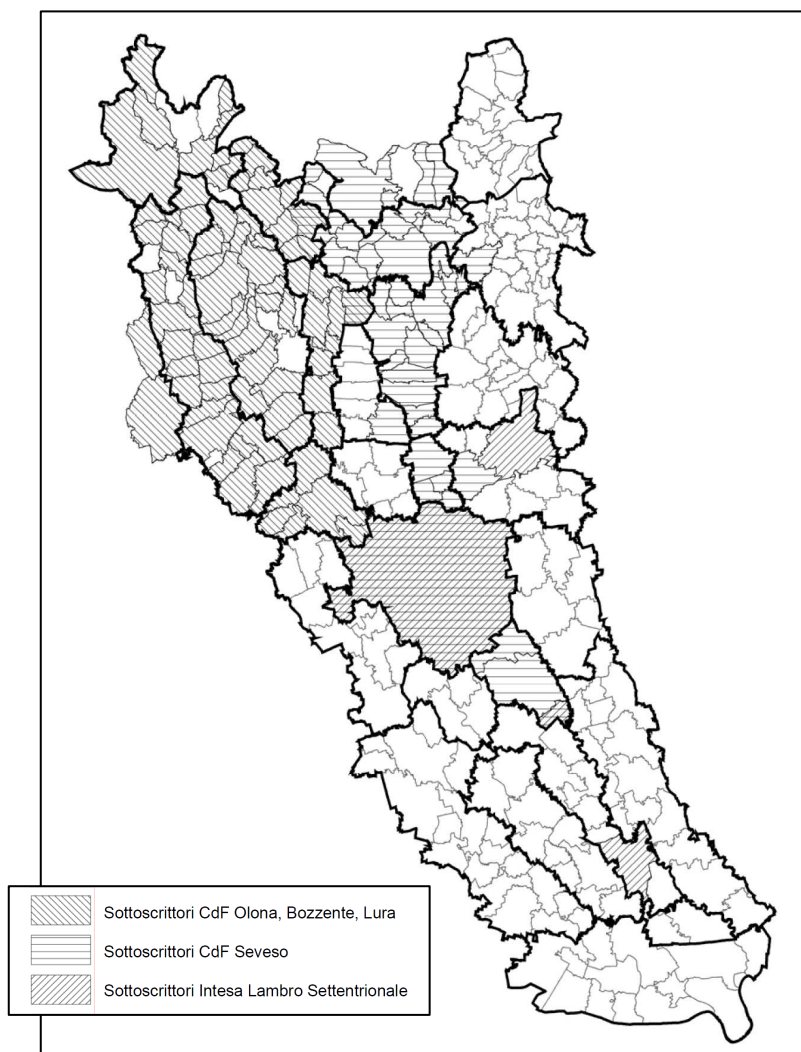 Sottoscrittori CdF Olona, Bozzente, Lura
Sottoscrittori CdF Seveso
Sottoscrittori Intesa Lambro Settentrionale